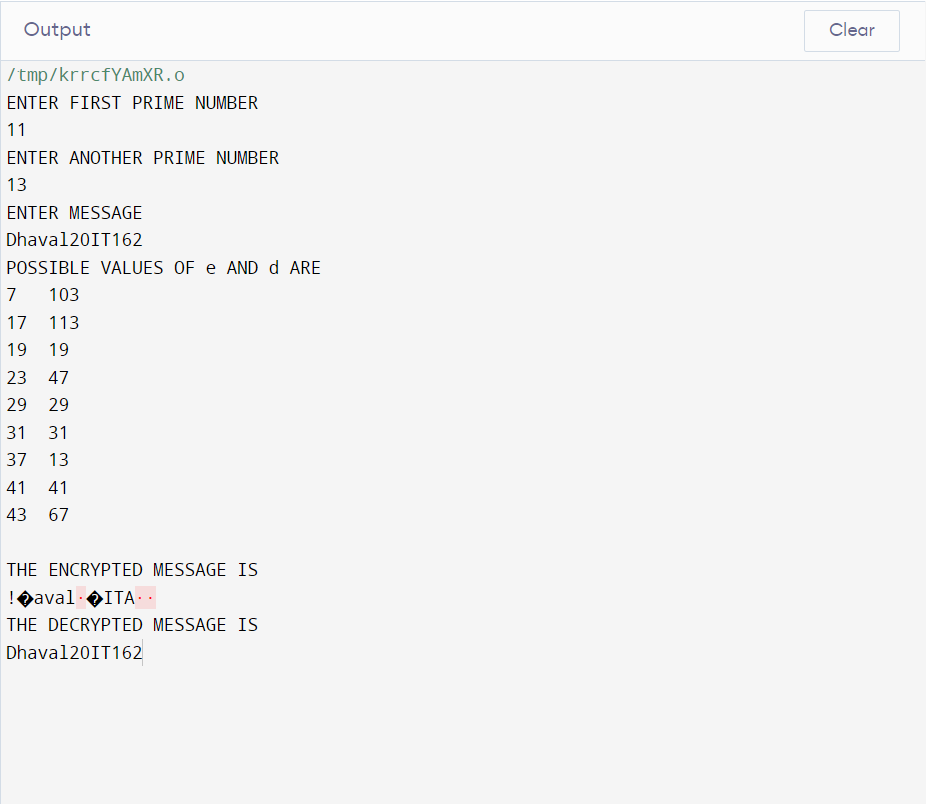 Output
Clear
/tmp/krrcfYAmXR.o
ENTER FIRST PRIME NUMBER
11
ENTER ANOTHER PRIME NUMBER
13
ENTER MESSAGE
Dhaval20IT162
POSSIBLE VALUES OF e AND d ARE
7 103
17 113
19 19
23 47
29 29
31 31
37 13
41 41
43 67
THE ENCRYPTED MESSAGE IS
!�aval·�ITA··
THE DECRYPTED MESSAGE IS
Dhaval20IT162